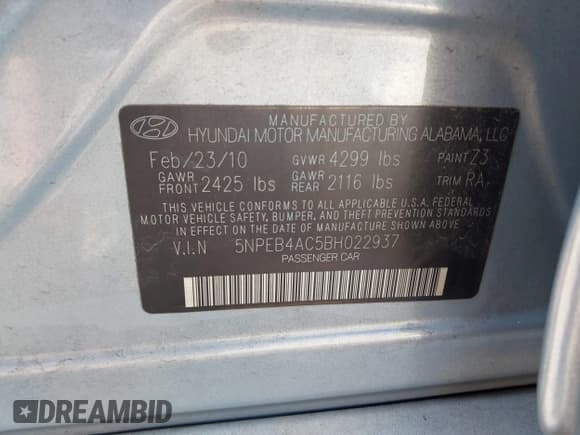 MANUFACTURED BY
HYUNDAI MOTOR MANUFACTURING ALABAMA, LLC
Feb/23/10 GVWR 4299 lbs PAINT Z3
GAWR FRONT 2425 lbs GAWR REAR 2116 lbs TRIM RA
THIS VEHICLE CONFORMS TO ALL APPLICABLE U.S.A. FEDERAL
MOTOR VEHICLE SAFETY, BUMPER, AND THEFT PREVENTION STANDARDS
IN EFFECT ON THE DATE OF MANUFACTURE SHOWN ABOVE.
V.I.N 5NPEB4AC5BH022937
PASSENGER CAR
DREAMBID